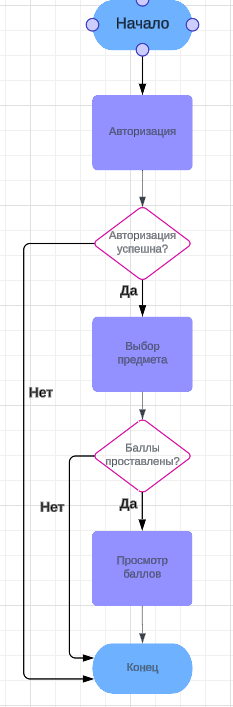 Начало
Авторизация
Авторизация
успешна?
Да
Выбор
предмета
Нет
Баллы
проставлены?
Нет
Да
Просмотр
баллов
Конец